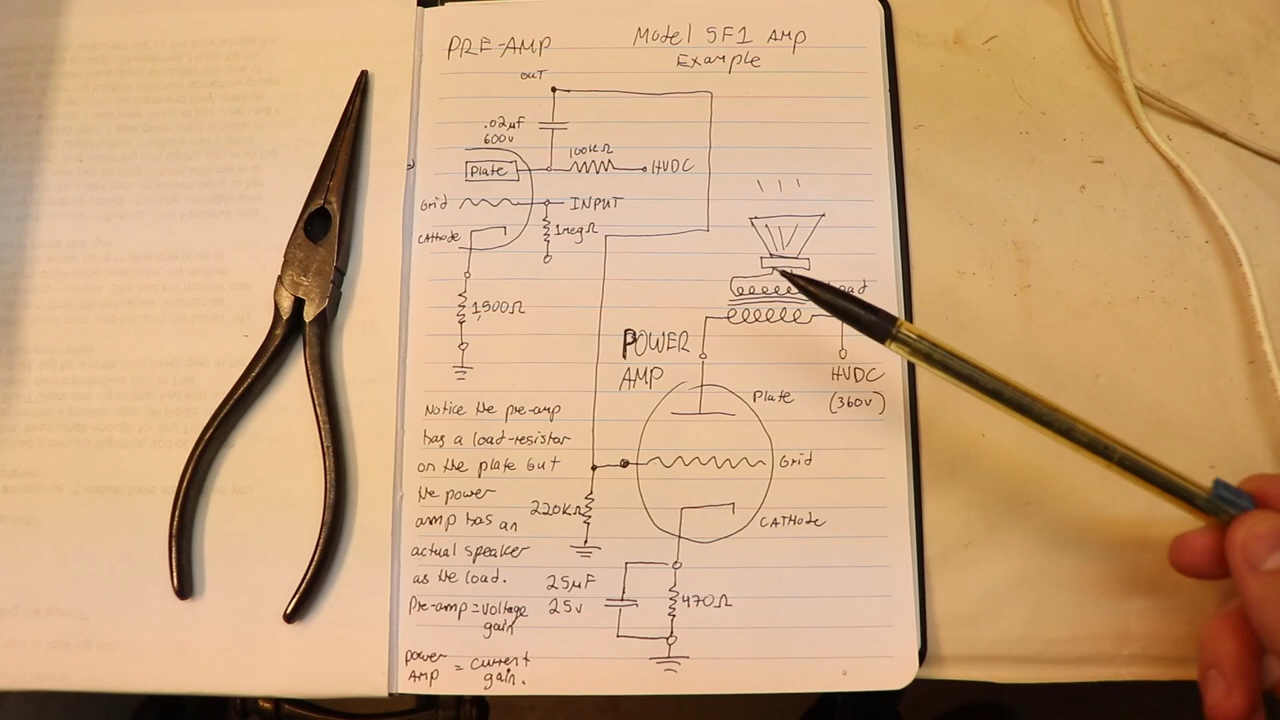 PRE-AMP
Model 5F1 AMP
Example
OUT
.02µF
600v
100KΩ
Plate
HVDC
Grid
INPUT
CAthode
1megΩ
1,500Ω
POWER
AMP
HVDC
(360v)
Plate
Grid
CAThode
220KΩ
25µF
25v
470Ω
Notice the pre-amp
has a load-resistor
on the plate but
the power
amp has an
actual speaker
as the load.
Pre-amp = voltage
gain
power
AMP = current
gain.